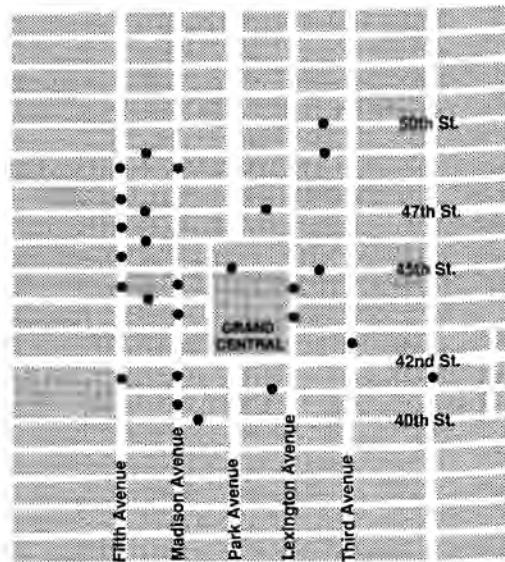 50th St.
47th St.
45th St.
GRAND
CENTRAL
42nd St.
40th St.
Fifth Avenue
Madison Avenue
Park Avenue
Lexington Avenue
Third Avenue